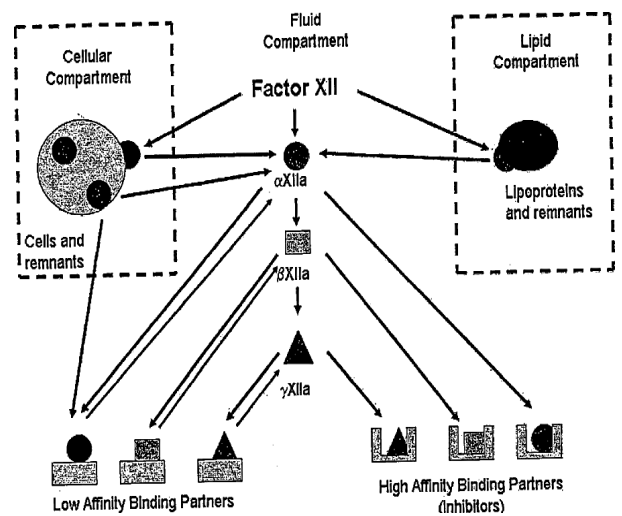 Fluid
Compartment
Cellular
Compartment
Lipid
Compartment
Factor XII
αXIIa
Lipoproteins
and remnants
Cells and
remnants
βXIIa
γXIIa
Low Affinity Binding Partners
High Affinity Binding Partners
(Inhibitors)